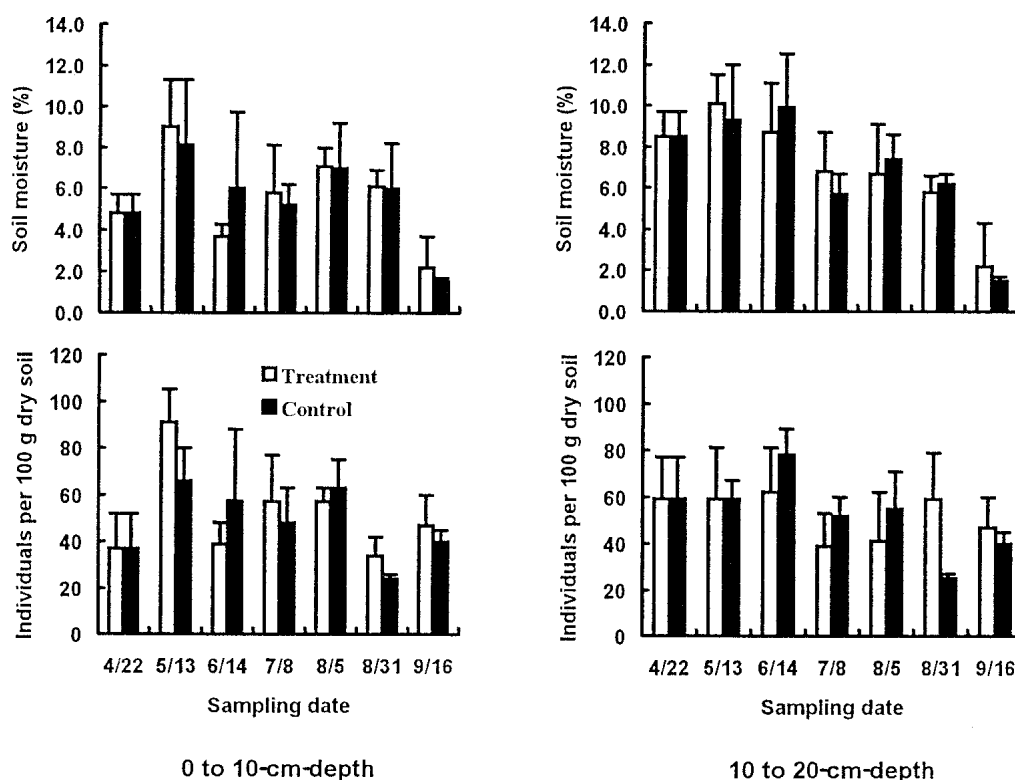 Soil moisture (%)
14.0
12.0
10.0
8.0
6.0
4.0
2.0
0.0
Soil moisture (%)
14.0
12.0
10.0
8.0
6.0
4.0
2.0
0.0
Individuals per 100 g dry soil
120
100
80
60
40
20
0
Treatment
Control
4/22 5/13 6/14 7/8 8/5 8/31 9/16
Sampling date
0 to 10-cm-depth
Individuals per 100 g dry soil
120
100
80
60
40
20
0
4/22 5/13 6/14 7/8 8/5 8/31 9/16
Sampling date
10 to 20-cm-depth